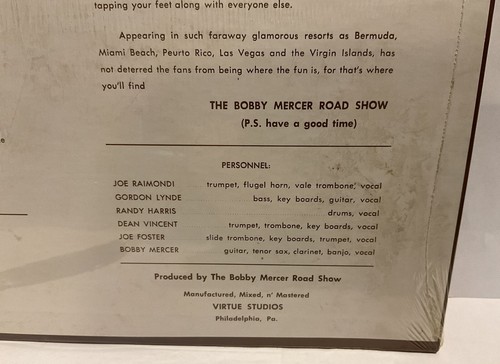 tapping your feet along with everyone else.
Appearing in such faraway glamorous resorts as Bermuda,
Miami Beach, Peurto Rico, Las Vegas and the Virgin Islands, has
not deterred the fans from being where the fun is, for that's where
you'll find
THE BOBBY MERCER ROAD SHOW
(P.S. have a good time)
e
PERSONNEL:
JOE RAIMONDI trumpet, flugel horn, vale trombone, vocal
GORDON LYNDE bass, key boards, guitar, vocal
RANDY HARRIS drums, vocal
DEAN VINCENT trumpet, trombone, key boards, vocal
JOE FOSTER slide trombone, key boards, trumpet, vocal
BOBBY MERCER guitar, tenor sax, clarinet, banjo, vocal
Produced by The Bobby Mercer Road Show
Manufactured, Mixed, n' Mastered
VIRTUE STUDIOS
Philadelphia, Pa.